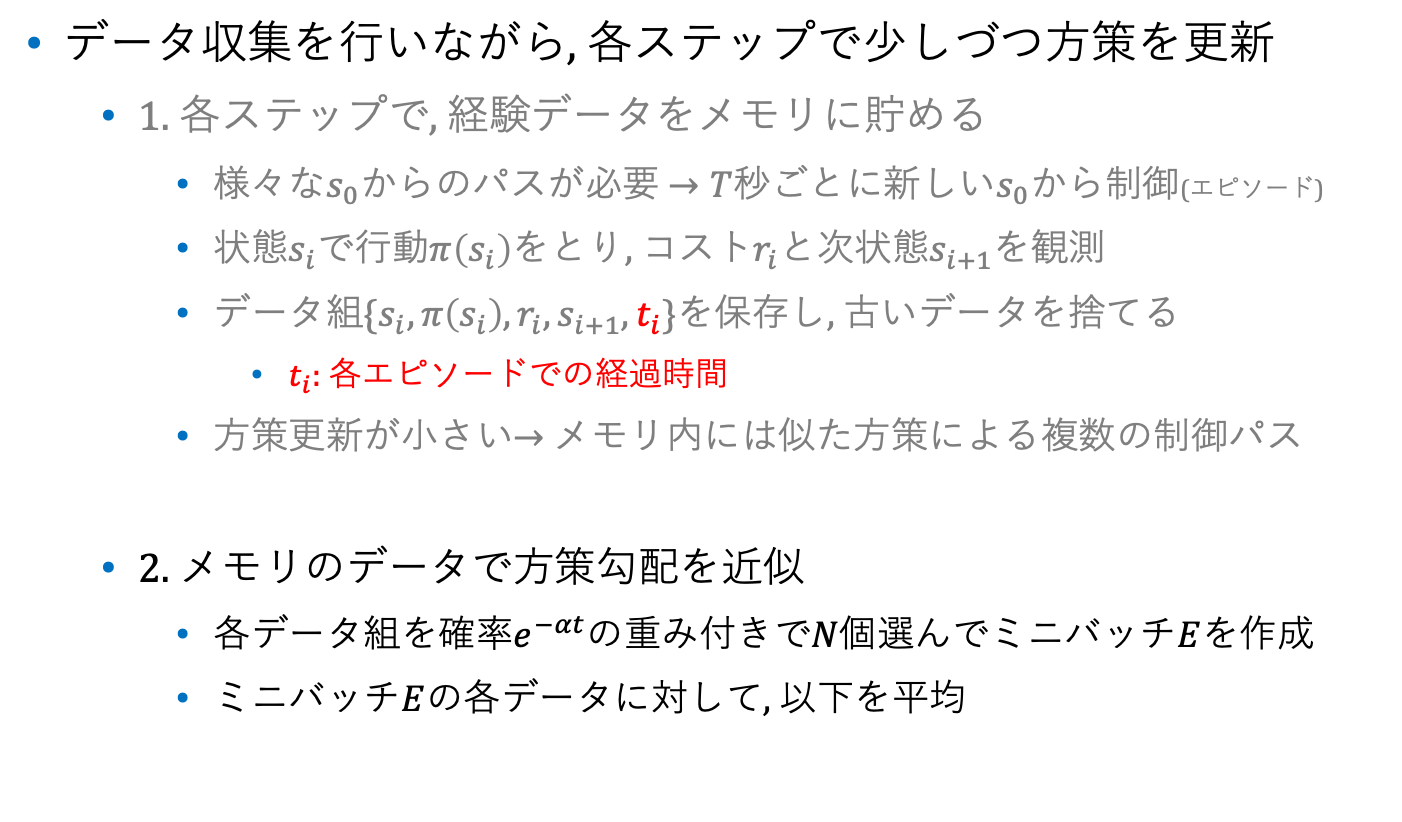 • データ収集を行いながら, 各ステップで少しづつ方策を更新
• 1. 各ステップで, 経験データをメモリに貯める
• 様々な𝒔₀からのパスが必要 → 𝑻秒ごとに新しい𝒔₀から制御(エピソード)
• 状態𝒔ᵢで行動𝝅(𝒔ᵢ)をとり, コスト𝒓ᵢと次状態𝒔ᵢ₊₁を観測
• データ組{𝒔ᵢ, 𝝅(𝒔ᵢ), 𝒓ᵢ, 𝒔ᵢ₊₁, 𝒕ᵢ}を保存し, 古いデータを捨てる
• 𝒕ᵢ: 各エピソードでの経過時間
• 方策更新が小さい→ メモリ内には似た方策による複数の制御パス
• 2. メモリのデータで方策勾配を近似
• 各データ組を確率𝒆^{−𝜶𝒕}の重み付きで𝑵個選んでミニバッチ𝑬を作成
• ミニバッチ𝑬の各データに対して, 以下を平均